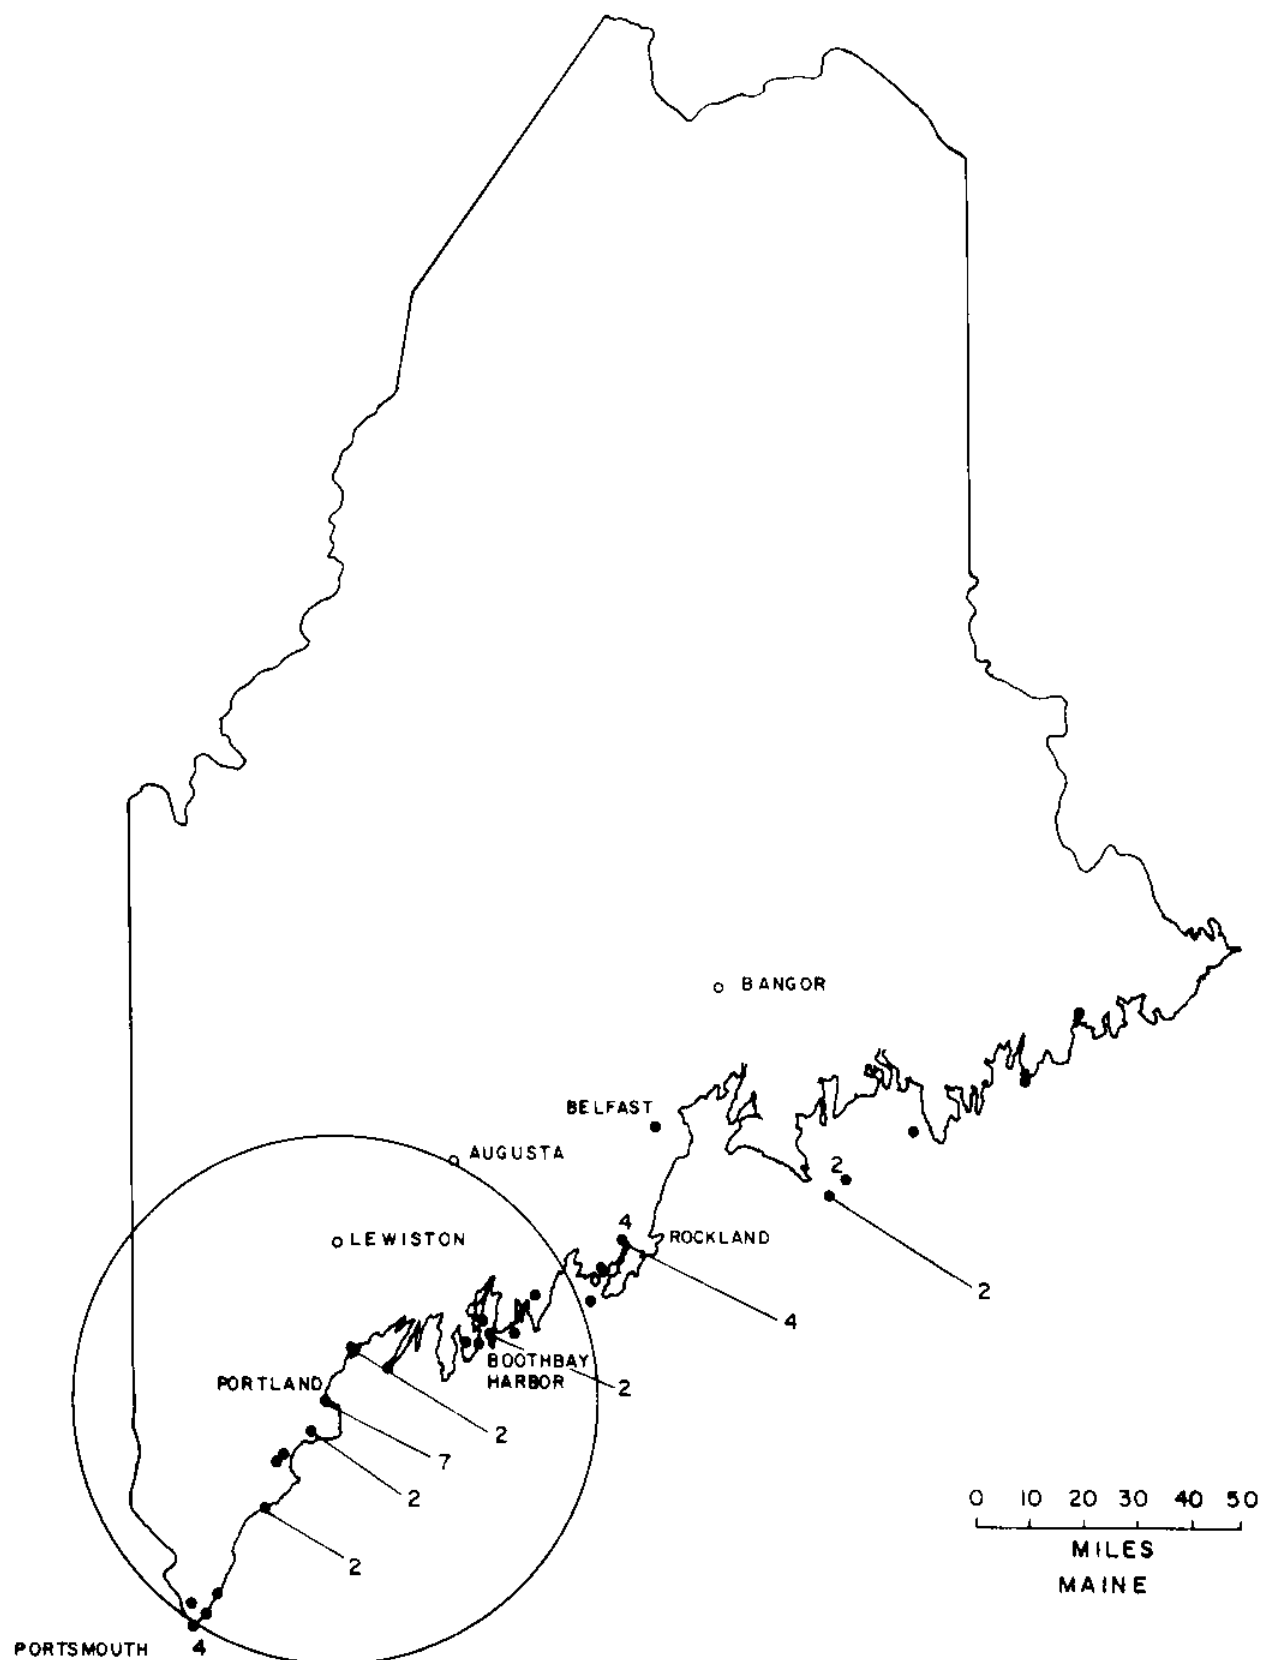 BANGOR
BELFAST
AUGUSTA
2
LEWISTON
4
ROCKLAND
2
4
BOOTHBAY
HARBOR
2
PORTLAND
2
7
2
0 10 20 30 40 50
MILES
MAINE
2
PORTSMOUTH
4